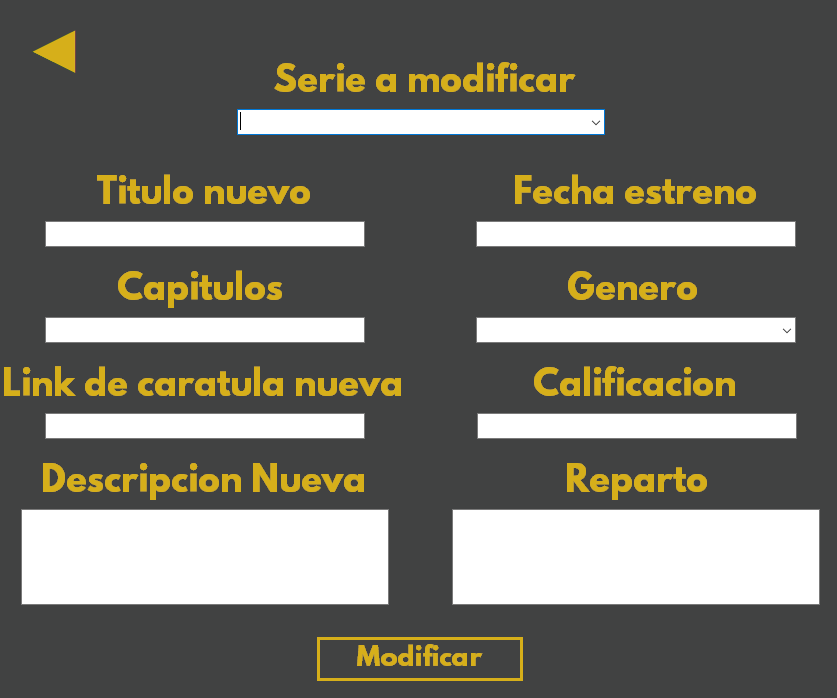 Serie a modificar
Titulo nuevo
Fecha estreno
Capitulos
Genero
Link de caratula nueva
Calificacion
Descripcion Nueva
Reparto
Modificar